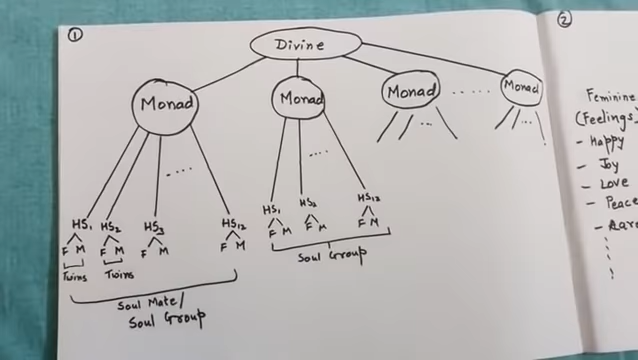 ①
Divine
Monad
Monad
Monad
.....
Monad
....
....
...
...
HS₁ HS₂ HS₃ HS₁₂
F M F M F M F M
Twins Twins
Soul Mate/
Soul Group
HS₁ HS₂ HS₁₂
F M F M F M
Soul Group
②
Feminine
(Feelings)
- Happy
- Joy
- Love
- Peace